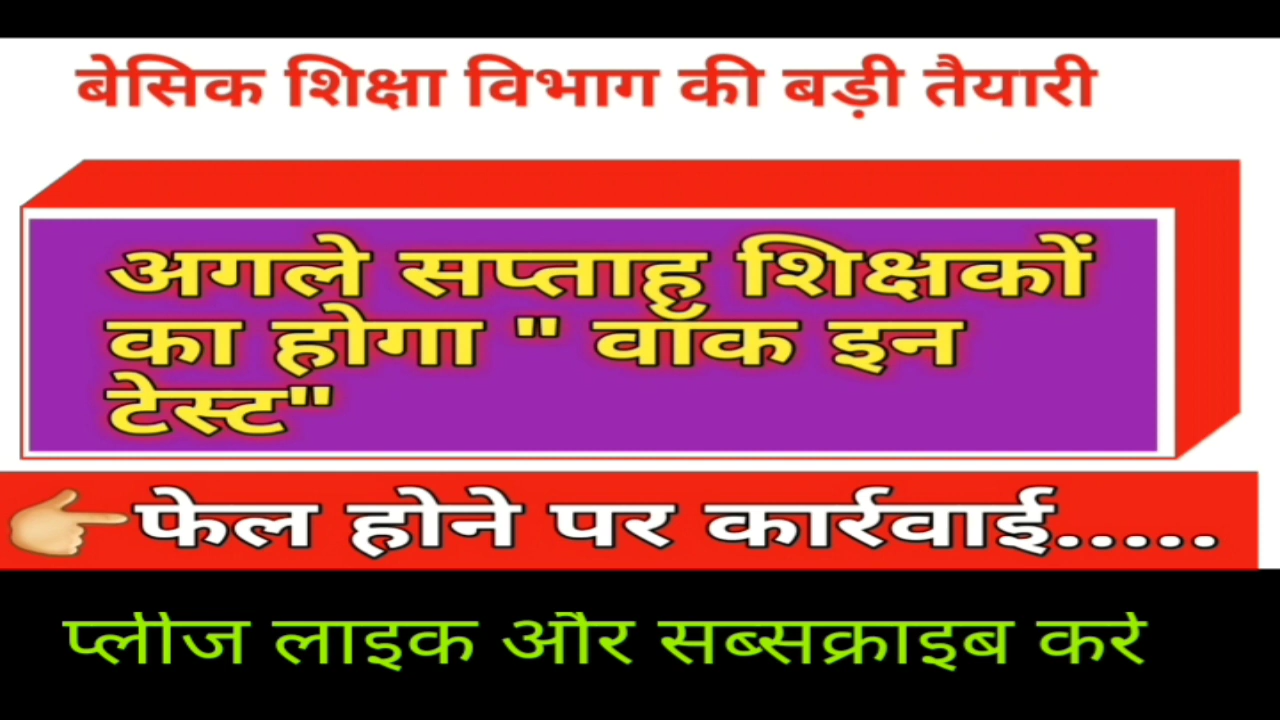 बेसिक शिक्षा विभाग की बड़ी तैयारी
अगले सप्ताह शिक्षकों
का होगा " वॉक इन
टेस्ट"
फेल होने पर कार्रवाई.....
प्लीज लाइक और सब्सक्राइब करें